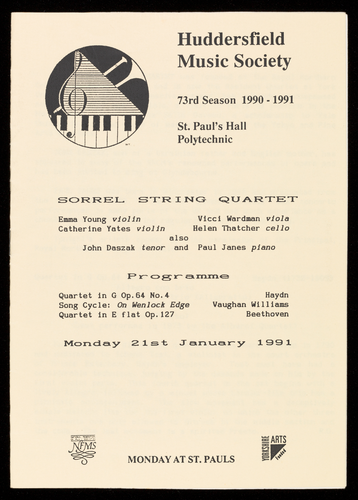 Huddersfield
Music Society
73rd Season 1990 - 1991
St. Paul's Hall
Polytechnic
SORREL STRING QUARTET
Emma Young violin Vicci Wardman viola
Catherine Yates violin Helen Thatcher cello
also
John Daszak tenor and Paul Janes piano
Programme
Quartet in G Op.64 No.4 Haydn
Song Cycle: On Wenlock Edge Vaughan Williams
Quartet in E flat Op.127 Beethoven
Monday 21st January 1991
NFMS
MONDAY AT ST. PAULS
YORKSHIRE ARTS